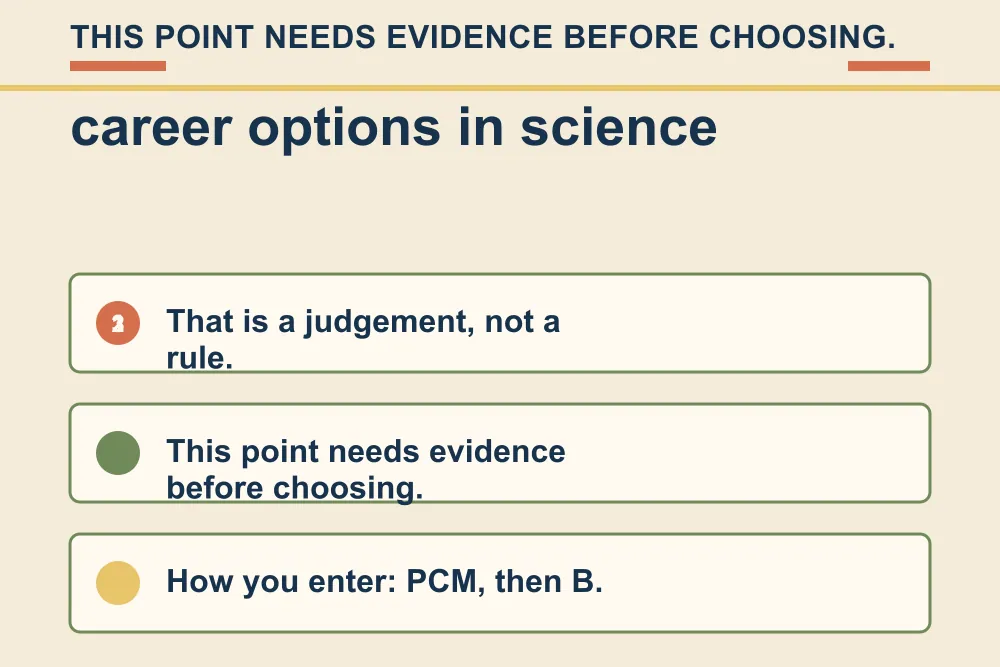 THIS POINT NEEDS EVIDENCE BEFORE CHOOSING.
career options in science
That is a judgement, not a
rule.
This point needs evidence
before choosing.
How you enter: PCM, then B.